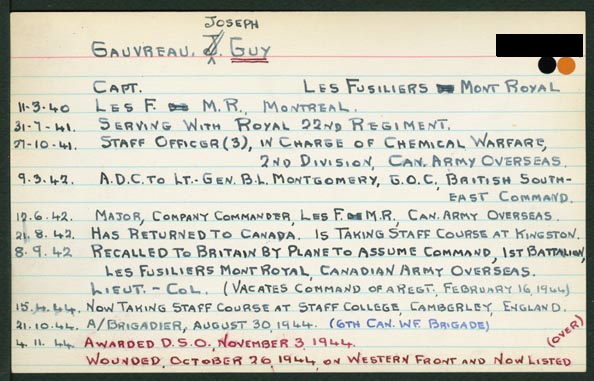 JOSEPH
GAUVREAU, J. GUY
CAPT. LES FUSILIERS MONT ROYAL
11-3-40 LES F. M.R., MONTREAL.
31-7-41. SERVING WITH ROYAL 22ND REGIMENT.
27-10-41. STAFF OFFICER (3), IN CHARGE OF CHEMICAL WARFARE,
2ND DIVISION, CAN. ARMY OVERSEAS.
9.3.42. A.D.C. TO LT.-GEN. B.L. MONTGOMERY, G.O.C, BRITISH SOUTH-
EAST COMMAND.
12.6.42. MAJOR, COMPANY COMMANDER, LES F. M.R., CAN. ARMY OVERSEAS.
21.8.42. HAS RETURNED TO CANADA. IS TAKING STAFF COURSE AT KINGSTON.
8.9.42 RECALLED TO BRITAIN BY PLANE TO ASSUME COMMAND, 1ST BATTALION,
LES FUSILIERS MONT ROYAL, CANADIAN ARMY OVERSEAS.
LIEUT.-COL. (VACATES COMMAND OF A REGT, FEBRUARY 16, 1944)
15.4.44. NOW TAKING STAFF COURSE AT STAFF COLLEGE, CAMBERLEY, ENGLAND.
21.10.44. A/BRIGADIER, AUGUST 30, 1944. (6TH CAN. INF. BRIGADE)
4.11.44. AWARDED D.S.O., NOVEMBER 3, 1944. (OVER)
WOUNDED, OCTOBER 26, 1944 ON WESTERN FRONT AND NOW LISTED